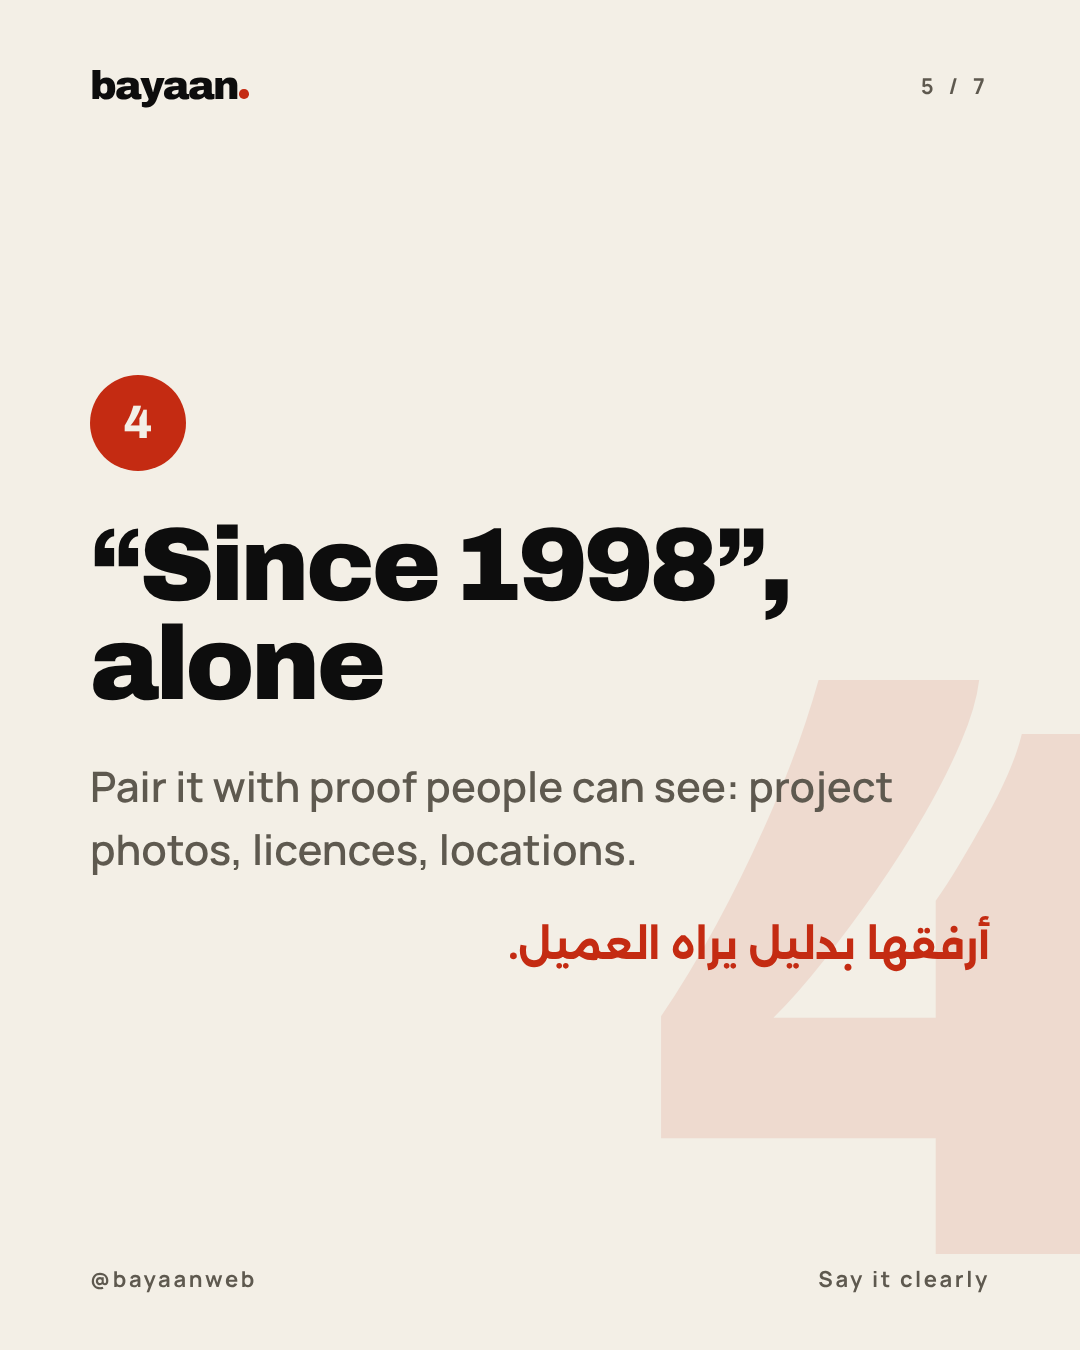 bayaan.
5 / 7
4
“Since 1998”,
alone
Pair it with proof people can see: project
photos, licences, locations.
أرفقها بدليل يراه العميل.
4
@bayaanweb
Say it clearly